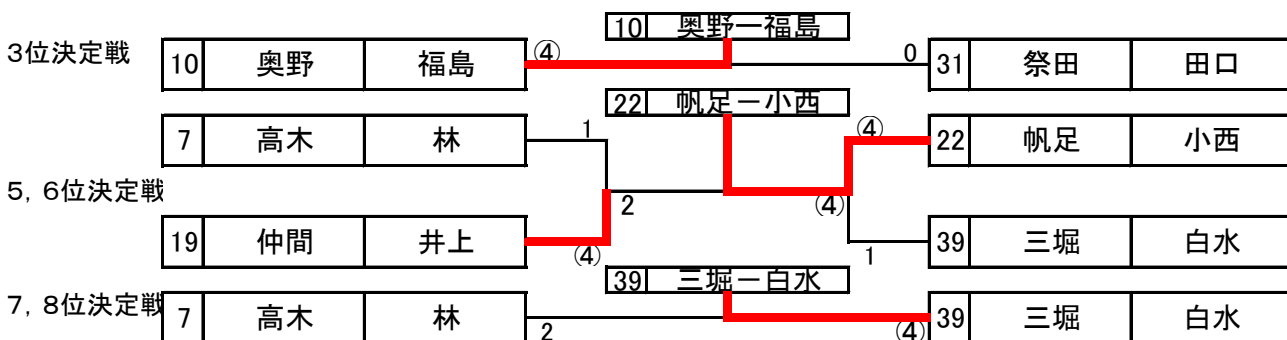 10 奥野一福島
3位決定戦 10 奥野 福島 ④ 0 31 祭田 田口
22 帆足－小西
7 高木 林 1 ④ 22 帆足 小西
5，6位決定戦 2 ④
19 仲間 井上 ④ 1 39 三堀 白水
39 三堀－白水
7，8位決定戦 7 高木 林 2 ④ 39 三堀 白水